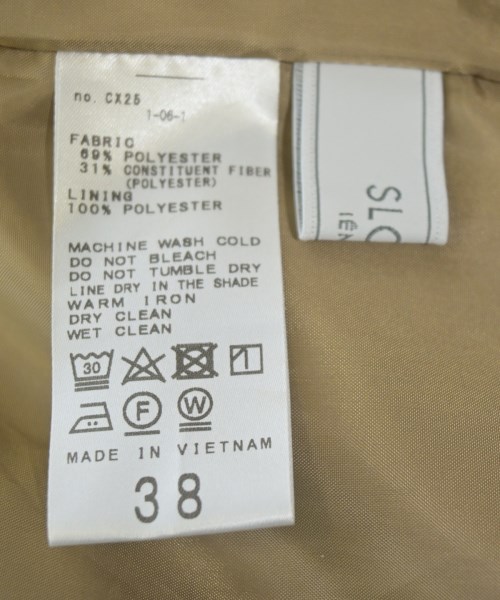 no. CX25
1-06-1
FABRIC
69% POLYESTER
31% CONSTITUENT FIBER
(POLYESTER)
LINING
100% POLYESTER
MACHINE WASH COLD
DO NOT BLEACH
DO NOT TUMBLE DRY
LINE DRY IN THE SHADE
WARM IRON
DRY CLEAN
WET CLEAN
30
F
W
MADE IN VIETNAM
38
SLO
IÉN